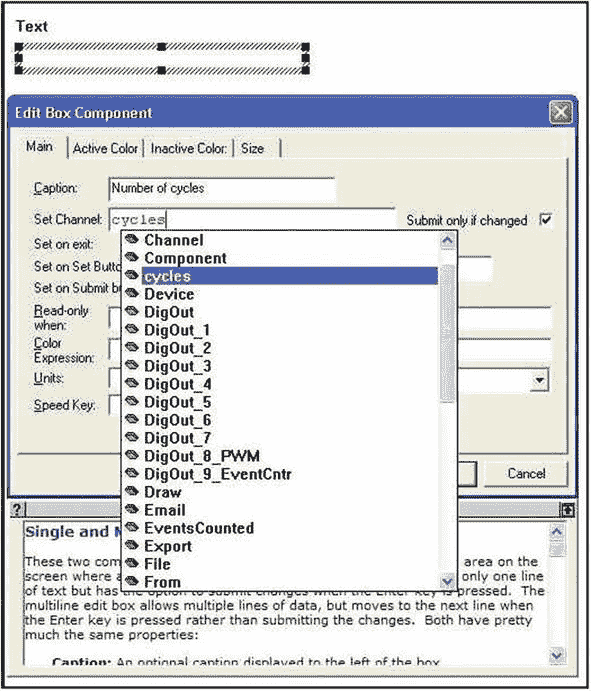 Text
Edit Box Component
Main Active Color Inactive Color: Size
Caption: Number of cycles
Set Channel: cycles Submit only if changed
Set on exit:
Set on Set Butto
Set on Submit bu
Read-only when:
Color Expression:
Units:
Speed Key:
Channel
Component
cycles
Device
DigOut
DigOut_1
DigOut_2
DigOut_3
DigOut_4
DigOut_5
DigOut_6
DigOut_7
DigOut_8_PWM
DigOut_9_EventCntr
Draw
Email
EventsCounted
Export
File
From
Cancel
?
Single and M
These two com area on the
screen where a only one line
of text but has the option to submit changes when the Enter key is pressed. The
multiline edit box allows multiple lines of data, but moves to the next line when
the Enter key is pressed rather than submitting the changes. Both have pretty
much the same properties:
Caption: An optional caption displayed to the left of the box